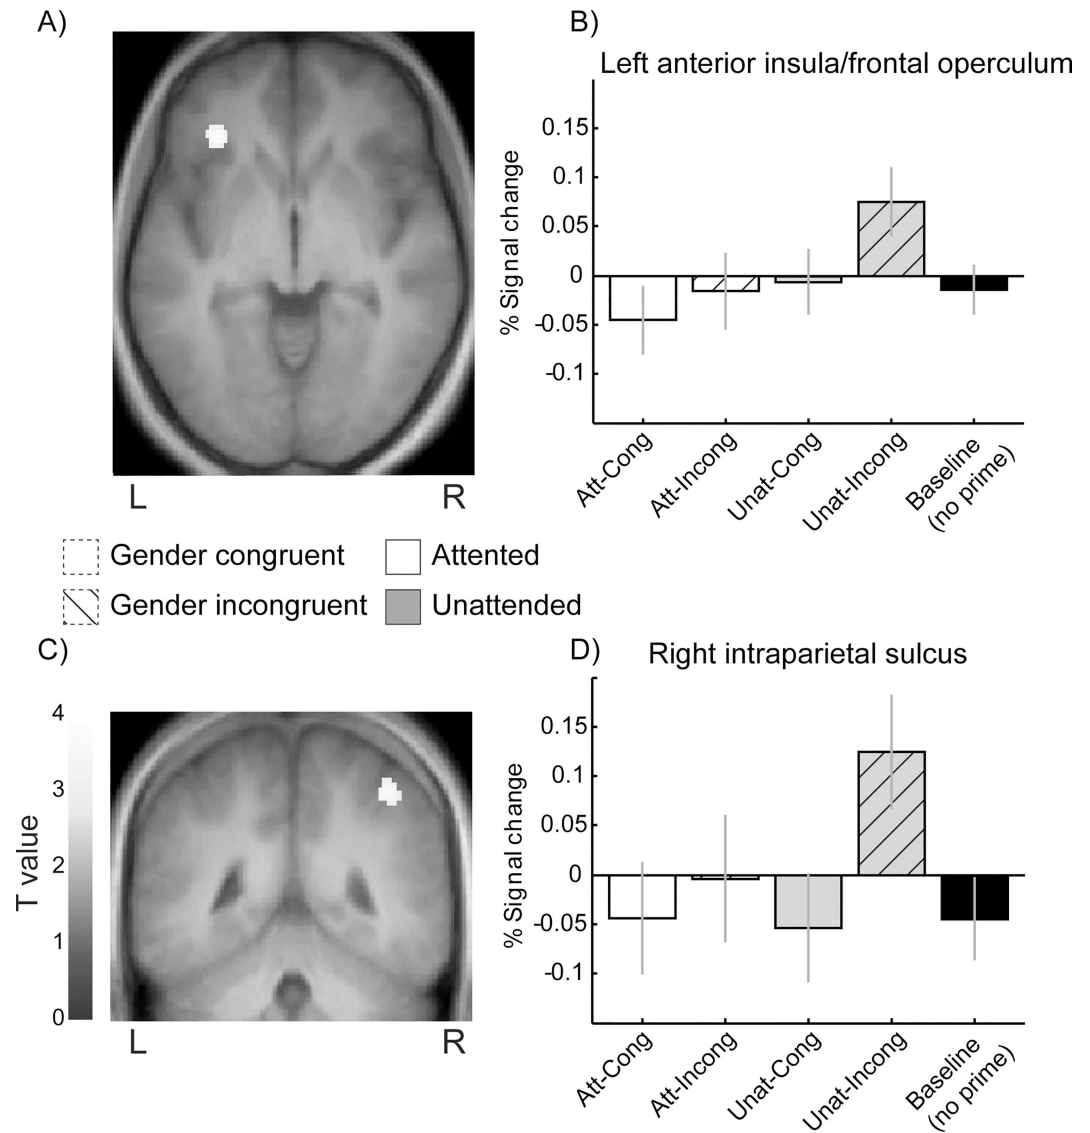 A)
L R
B)
Left anterior insula/frontal operculum
% Signal change
0.15
0.1
0.05
0
-0.05
-0.1
Att-Cong
Att-Incong
Unat-Cong
Unat-Incong
Baseline
(no prime)
Gender congruent
Attented
Gender incongruent
Unattended
C)
T value
4
3
2
1
0
L R
D)
Right intraparietal sulcus
% Signal change
0.15
0.1
0.05
0
-0.05
-0.1
Att-Cong
Att-Incong
Unat-Cong
Unat-Incong
Baseline
(no prime)